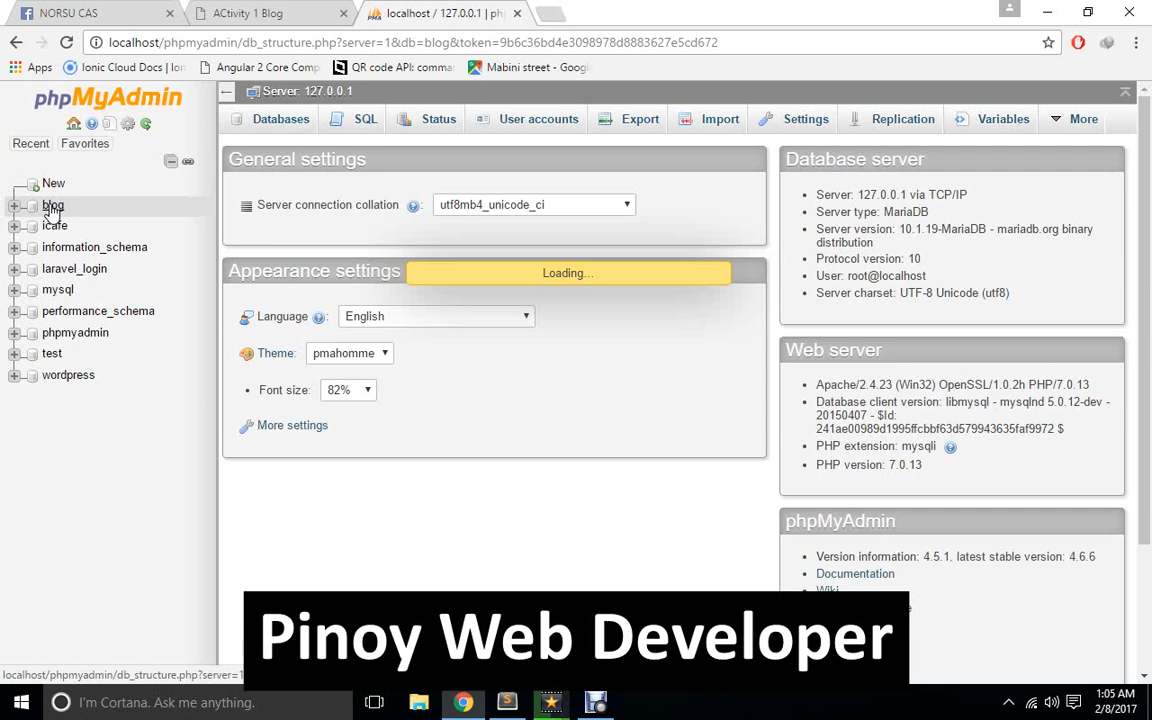 NORSU CAS
ACtivity 1 Blog
localhost / 127.0.0.1 | ph
localhost/phpmyadmin/db_structure.php?server=1&db=blog&token=9b6c36bd4e3098978d8883627e5cd672
Apps
Ionic Cloud Docs | Ion
Angular 2 Core Comp
QR code API: comma
Mabini street - Goog
phpMyAdmin
Recent
Favorites
New
blog
icafe
information_schema
laravel_login
mysql
performance_schema
phpmyadmin
test
wordpress
Server: 127.0.0.1
Databases
SQL
Status
User accounts
Export
Import
Settings
Replication
Variables
More
General settings
Server connection collation
utf8mb4_unicode_ci
Appearance settings
Loading...
Language
English
Theme:
pmahomme
Font size:
82%
More settings
Database server
Server: 127.0.0.1 via TCP/IP
Server type: MariaDB
Server version: 10.1.19-MariaDB - mariadb.org binary
distribution
Protocol version: 10
User: root@localhost
Server charset: UTF-8 Unicode (utf8)
Web server
Apache/2.4.23 (Win32) OpenSSL/1.0.2h PHP/7.0.13
Database client version: libmysql - mysqlnd 5.0.12-dev -
20150407 - $Id:
241ae00989d1995ffcbbf63d579943635faf9972 $
PHP extension: mysqli
PHP version: 7.0.13
phpMyAdmin
Version information: 4.5.1, latest stable version: 4.6.6
Documentation
Wiki
Pinoy Web Developer
localhost/phpmyadmin/db_structure.php?server=1
I'm Cortana. Ask me anything.
1:05 AM
2/8/2017